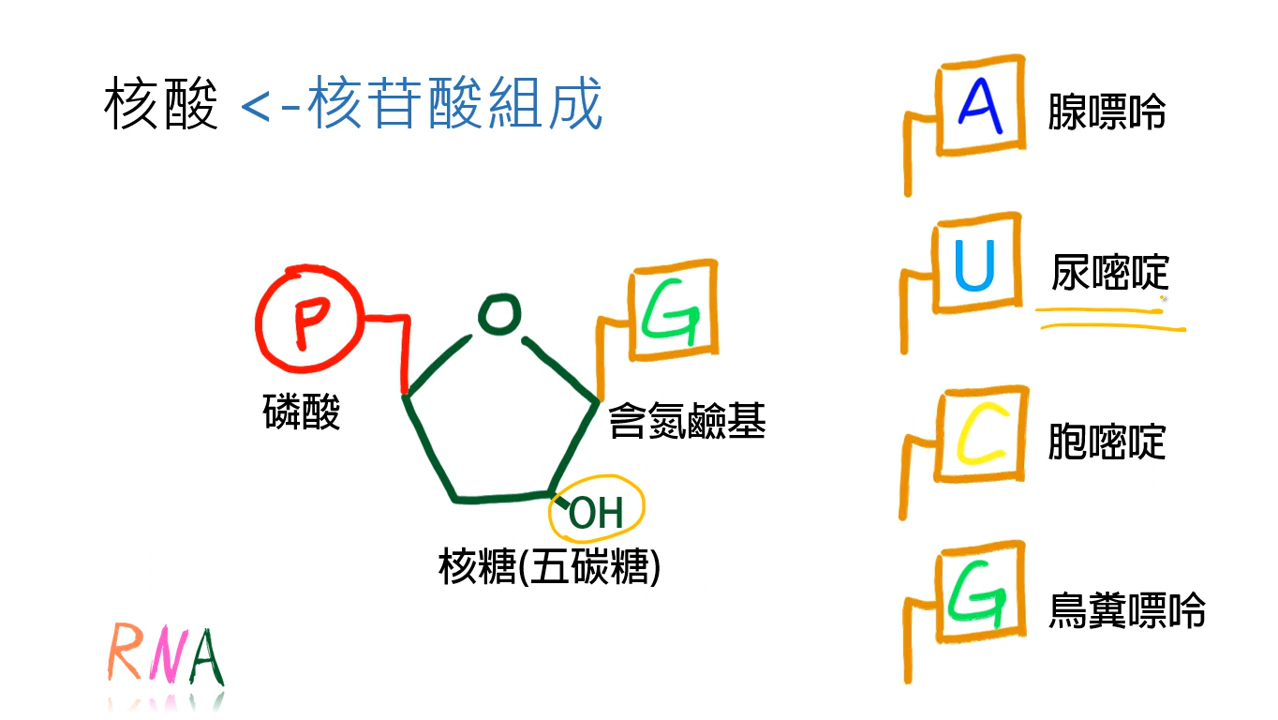 核酸 <-核苷酸組成
P
O
G
磷酸
含氮鹼基
OH
核糖(五碳糖)
RNA
A 腺嘌呤
U 尿嘧啶
C 胞嘧啶
G 鳥糞嘌呤